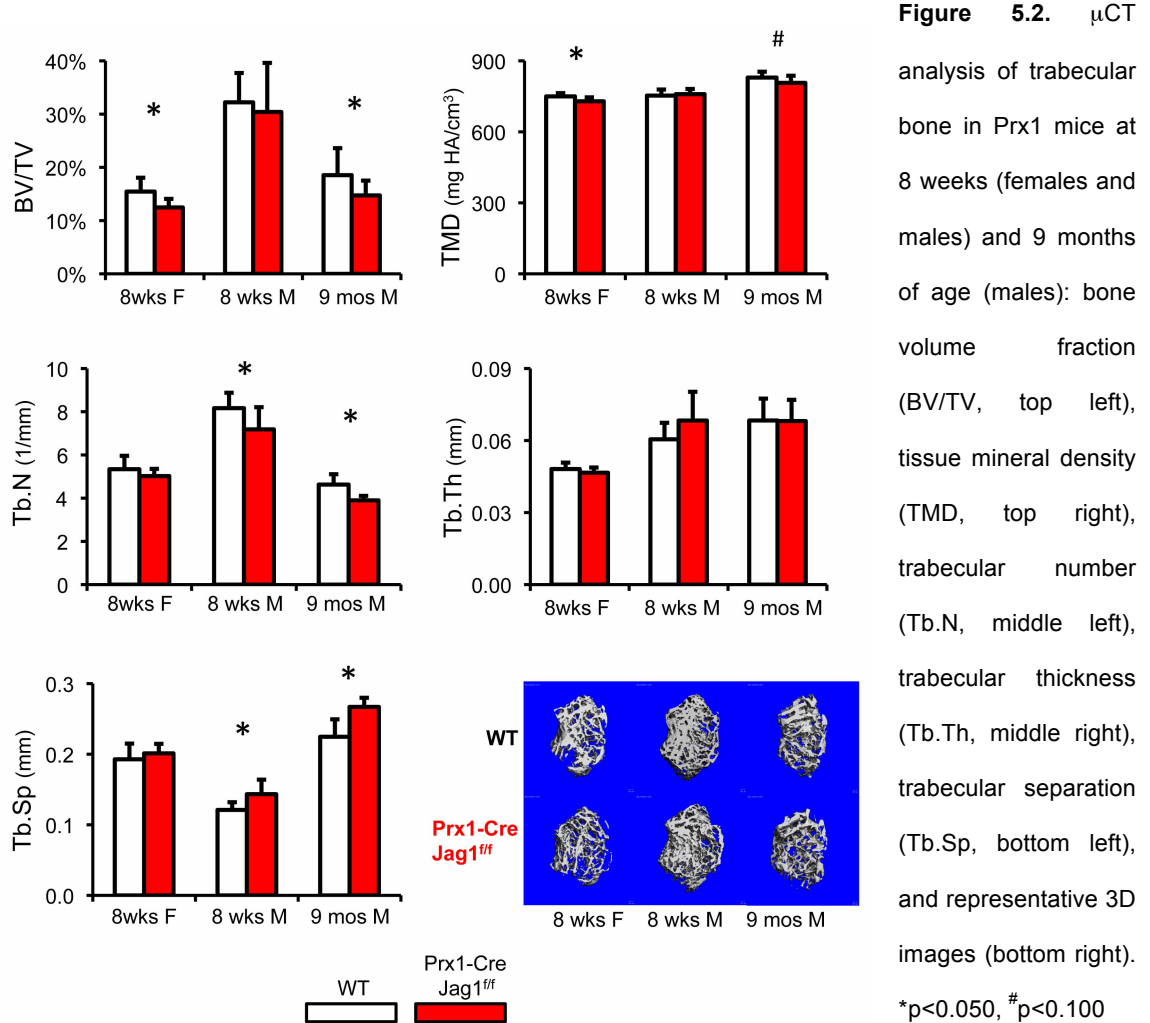 40%
30%
20%
10%
0%
BV/TV
*
*
8wks F
8 wks M
9 mos M
900
600
300
0
TMD
(mg HA/cm³)
*
#
8wks F
8 wks M
9 mos M
10
8
6
4
2
0
Tb.N (1/mm)
*
*
8wks F
8 wks M
9 mos M
0.09
0.06
0.03
0.00
Tb.Th (mm)
8wks F
8 wks M
9 mos M
0.3
0.2
0.1
0.0
Tb.Sp (mm)
*
*
8wks F
8 wks M
9 mos M
WT
Prx1-Cre
Jag1f/f
8 wks F
8 wks M
9 mos M
WT
Prx1-Cre
Jag1f/f
Figure 5.2. μCT
analysis of trabecular
bone in Prx1 mice at
8 weeks (females and
males) and 9 months
of age (males): bone
volume fraction
(BV/TV, top left),
tissue mineral density
(TMD, top right),
trabecular number
(Tb.N, middle left),
trabecular thickness
(Tb.Th, middle right),
trabecular separation
(Tb.Sp, bottom left),
and representative 3D
images (bottom right).
*p<0.050, #p<0.100